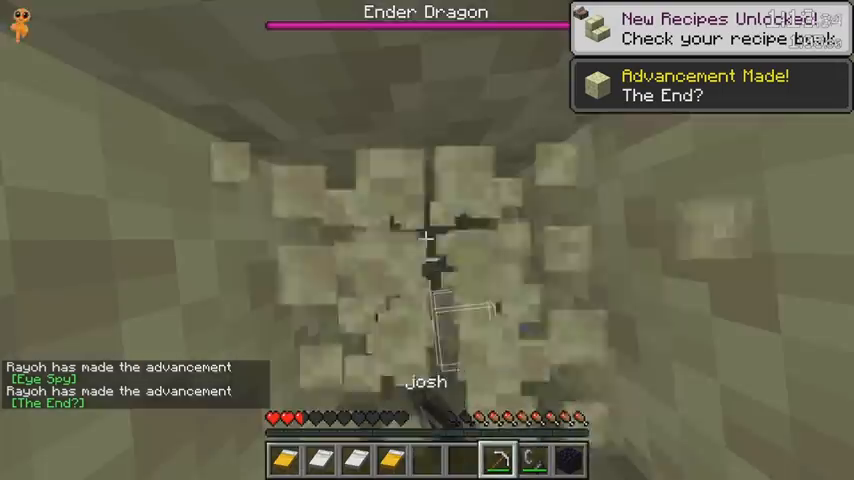 Ender Dragon
New Recipes Unlocked!
Check your recipe book
Advancement Made!
The End?
Rayoh has made the advancement
[Eye Spy]
Rayoh has made the advancement
[The End?]
josh